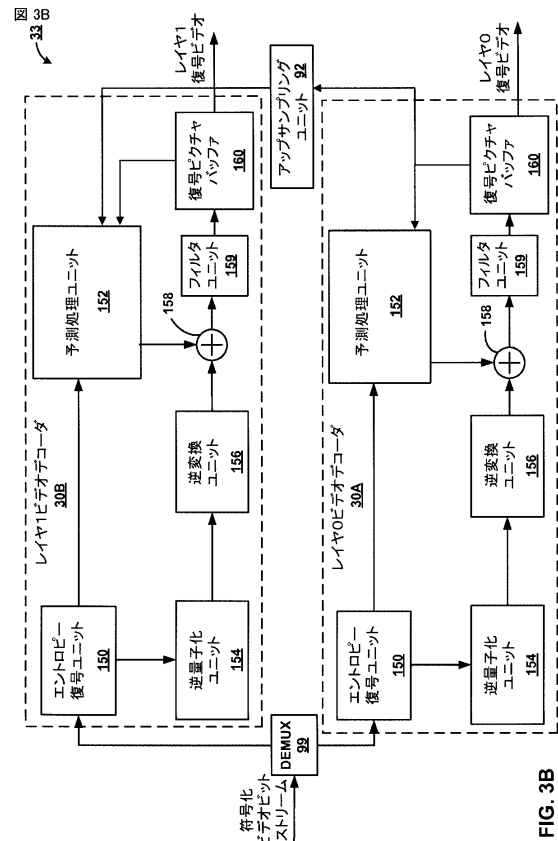 図 3B
33
レイヤ1
復号ビデオ
レイヤ0
復号ビデオ
アップサンプリング
ユニット
92
レイヤ1ビデオデコーダ
30B
予測処理ユニット
152
復号ピクチャ
バッファ
160
フィルタ
ユニット
159
158
逆変換
ユニット
156
エントロピー
復号ユニット
150
逆量子化
ユニット
154
レイヤ0ビデオデコーダ
30A
予測処理ユニット
152
復号ピクチャ
バッファ
160
フィルタ
ユニット
159
158
逆変換
ユニット
156
エントロピー
復号ユニット
150
逆量子化
ユニット
154
DEMUX
99
符号化
ビデオビット
ストリーム
FIG. 3B